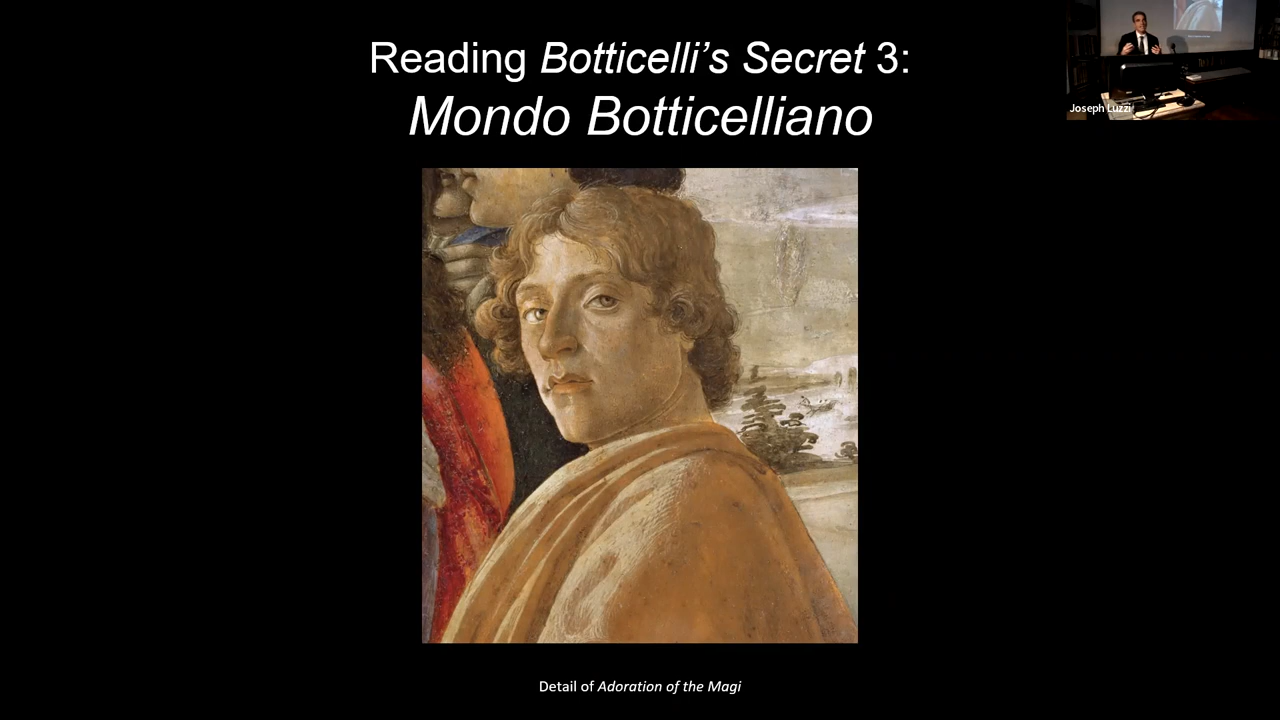 Reading Botticelli’s Secret 3:
Mondo Botticelliano
Joseph Luzzi
Detail of Adoration of the Magi